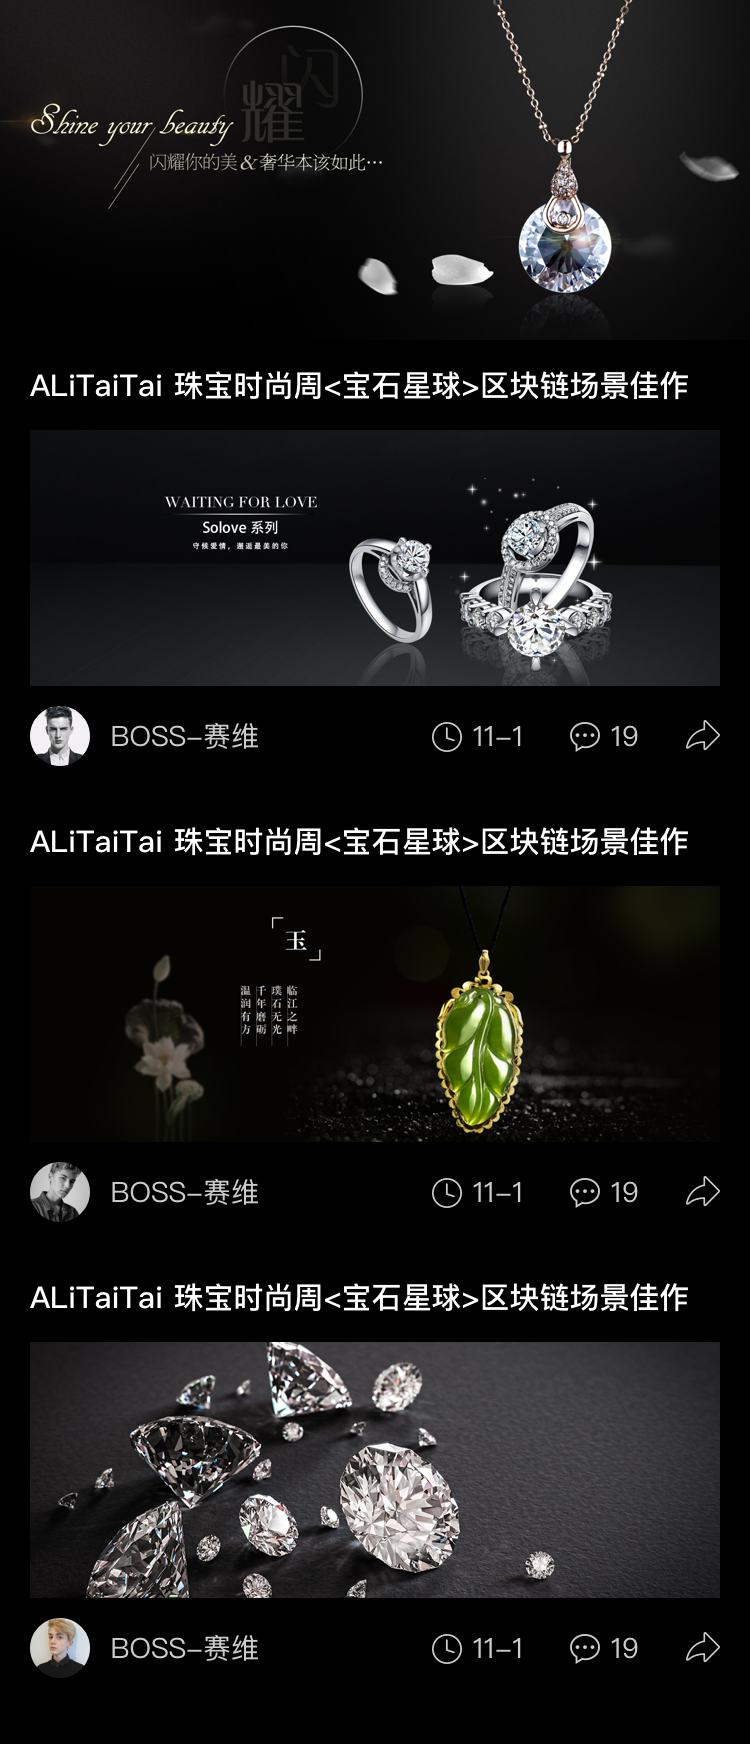 闪
耀
Shine your beauty
闪耀你的美&奢华本该如此…
ALiTaiTai 珠宝时尚周<宝石星球>区块链场景佳作
WAITING FOR LOVE
Solove 系列
守候爱情，邂逅最美的你
BOSS-赛维
11-1
19
ALiTaiTai 珠宝时尚周<宝石星球>区块链场景佳作
玉
临江之畔
璞石无光
千年磨砺
温润有方
BOSS-赛维
11-1
19
ALiTaiTai 珠宝时尚周<宝石星球>区块链场景佳作
BOSS-赛维
11-1
19